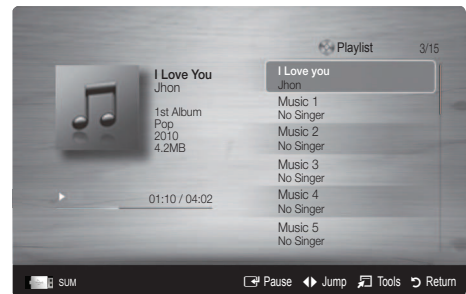 Playlist 3/15
I Love You
Jhon
1st Album
Pop
2010
4.2MB
01:10 / 04:02
I Love you
Jhon
Music 1
No Singer
Music 2
No Singer
Music 3
No Singer
Music 4
No Singer
Music 5
No Singer
SUM Pause Jump Tools Return